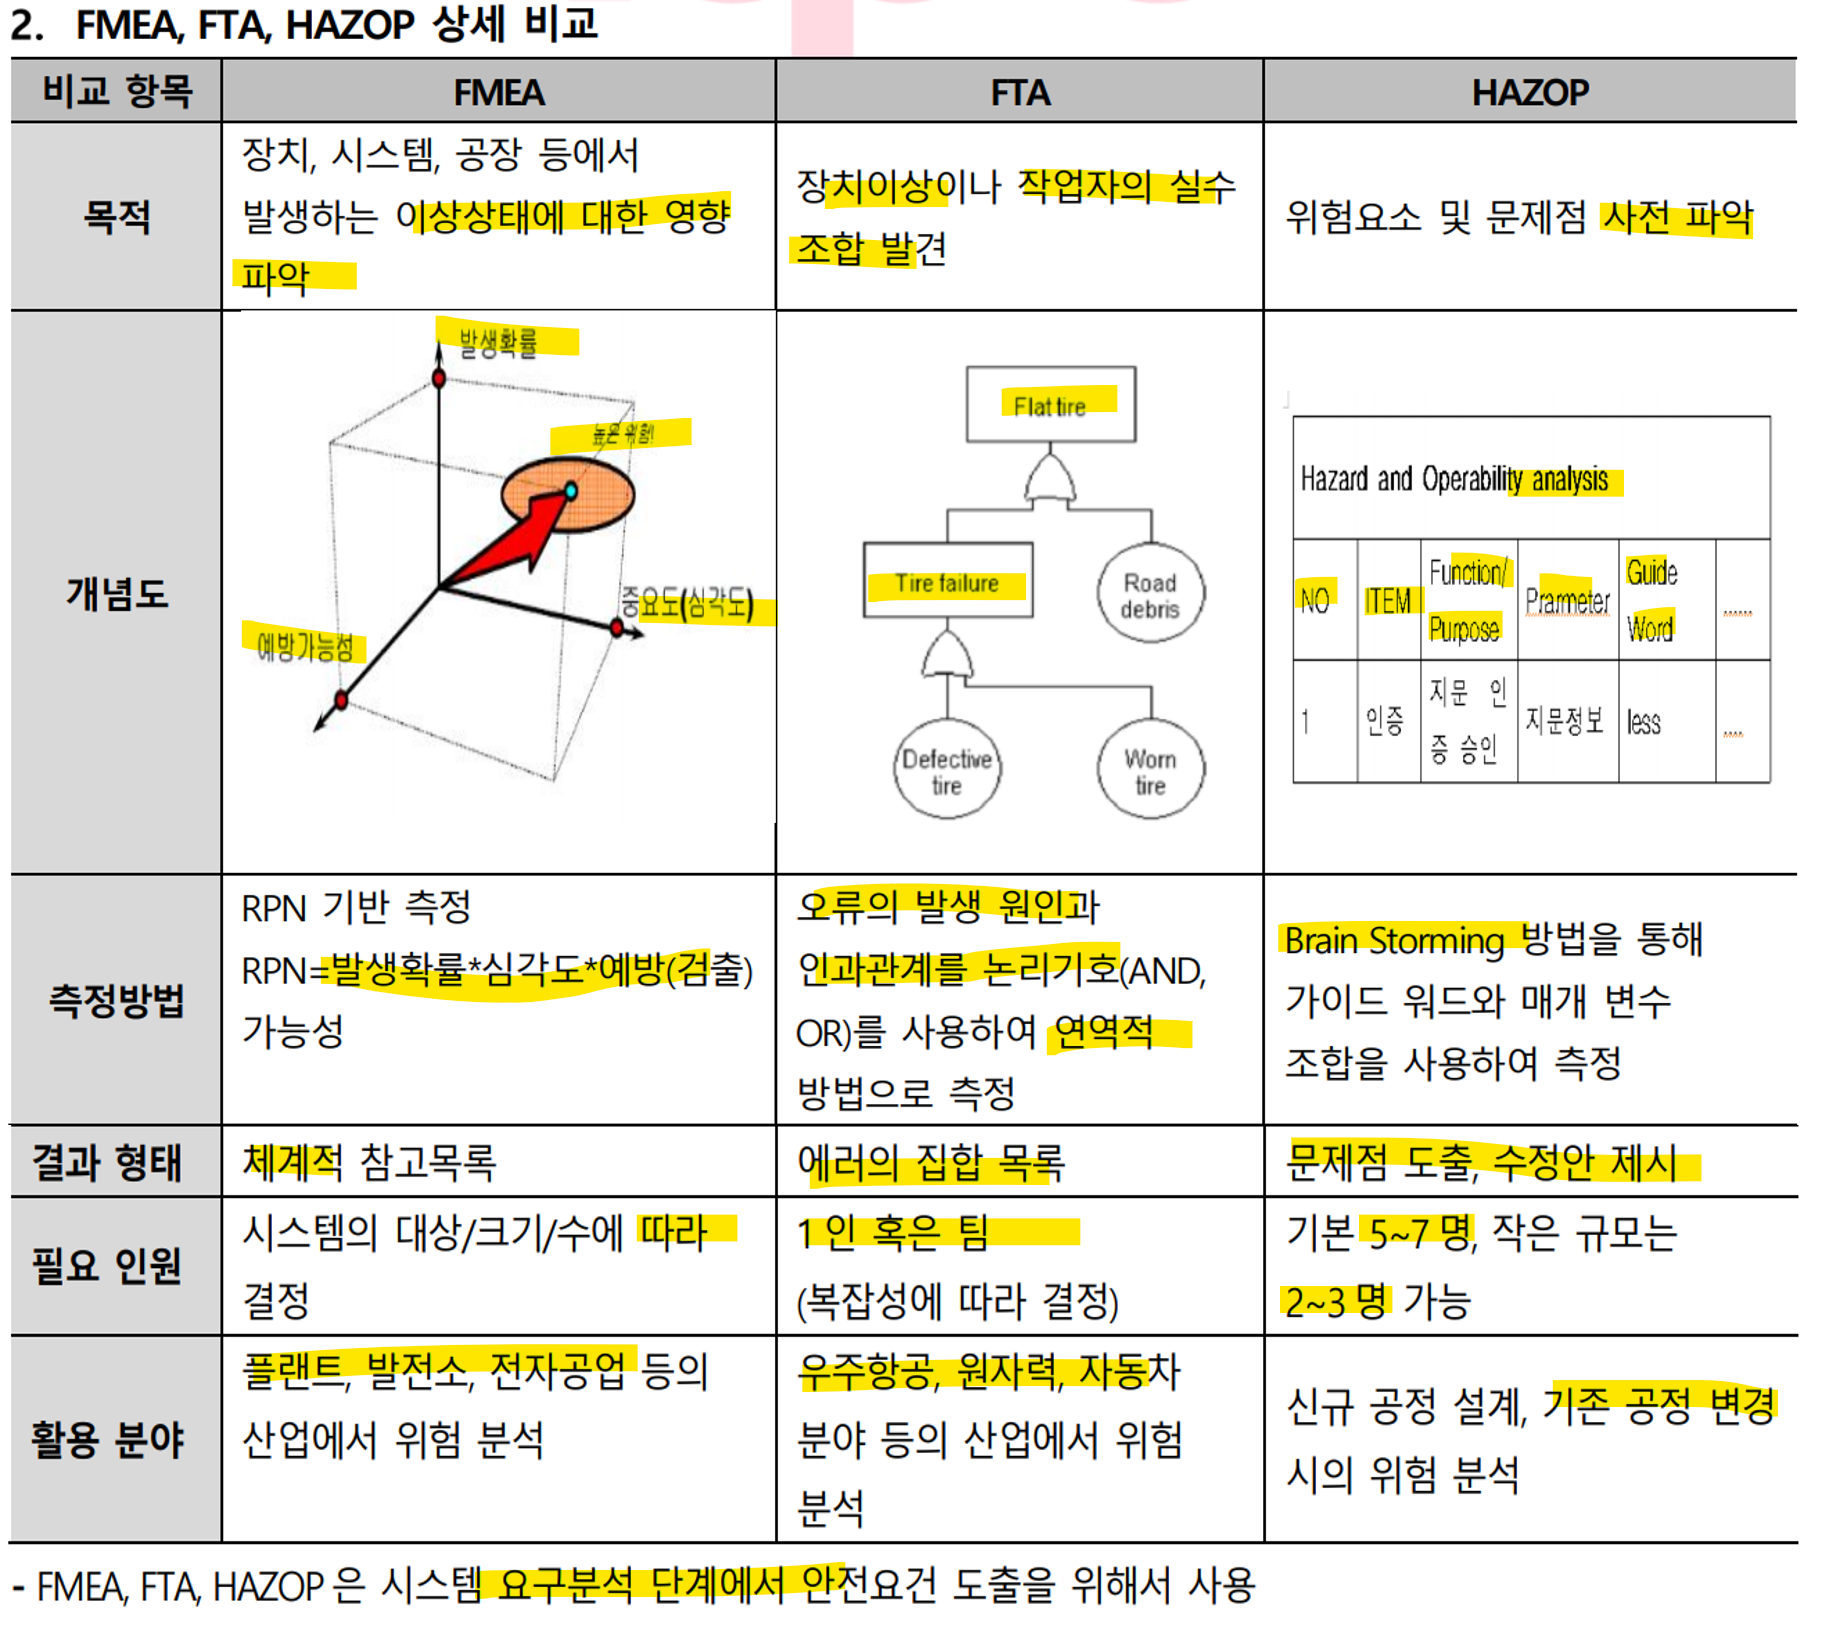 2. FMEA, FTA, HAZOP 상세 비교
비교 항목
FMEA
FTA
HAZOP
목적
장치, 시스템, 공장 등에서
발생하는 이상상태에 대한 영향
파악
장치이상이나 작업자의 실수
조합 발견
위험요소 및 문제점 사전 파악
개념도
발생확률
높은 위험!
중요도(심각도)
예방가능성
Flat tire
Tire failure
Road
debris
Defective
tire
Worn
tire
Hazard and Operability analysis
NO
ITEM
Function/
Purpose
Prarmeter
Guide
Word
......
1
인증
지문 인
증 승인
지문정보
less
....
측정방법
RPN 기반 측정
RPN=발생확률*심각도*예방(검출)
가능성
오류의 발생 원인과
인과관계를 논리기호(AND,
OR)를 사용하여 연역적
방법으로 측정
Brain Storming 방법을 통해
가이드 워드와 매개 변수
조합을 사용하여 측정
결과 형태
체계적 참고목록
에러의 집합 목록
문제점 도출, 수정안 제시
필요 인원
시스템의 대상/크기/수에 따라
결정
1인 혹은 팀
(복잡성에 따라 결정)
기본 5~7명, 작은 규모는
2~3명 가능
활용 분야
플랜트, 발전소, 전자공업 등의
산업에서 위험 분석
우주항공, 원자력, 자동차
분야 등의 산업에서 위험
분석
신규 공정 설계, 기존 공정 변경
시의 위험 분석
- FMEA, FTA, HAZOP은 시스템 요구분석 단계에서 안전요건 도출을 위해서 사용